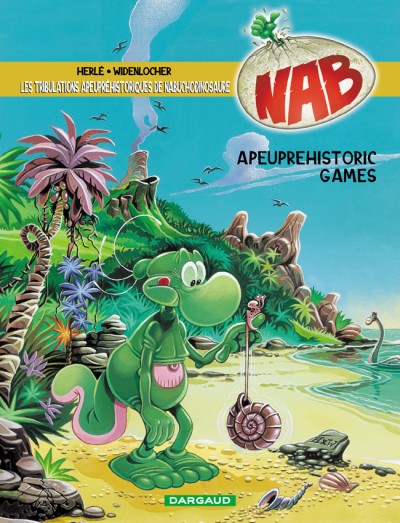 HERLÉ • WIDENLOCHER
LES TRIBULATIONS APEUPREHISTORIQUES DE NABUCHODINOSAURE
NAB
APEUPREHISTORIC
GAMES
DARGAUD